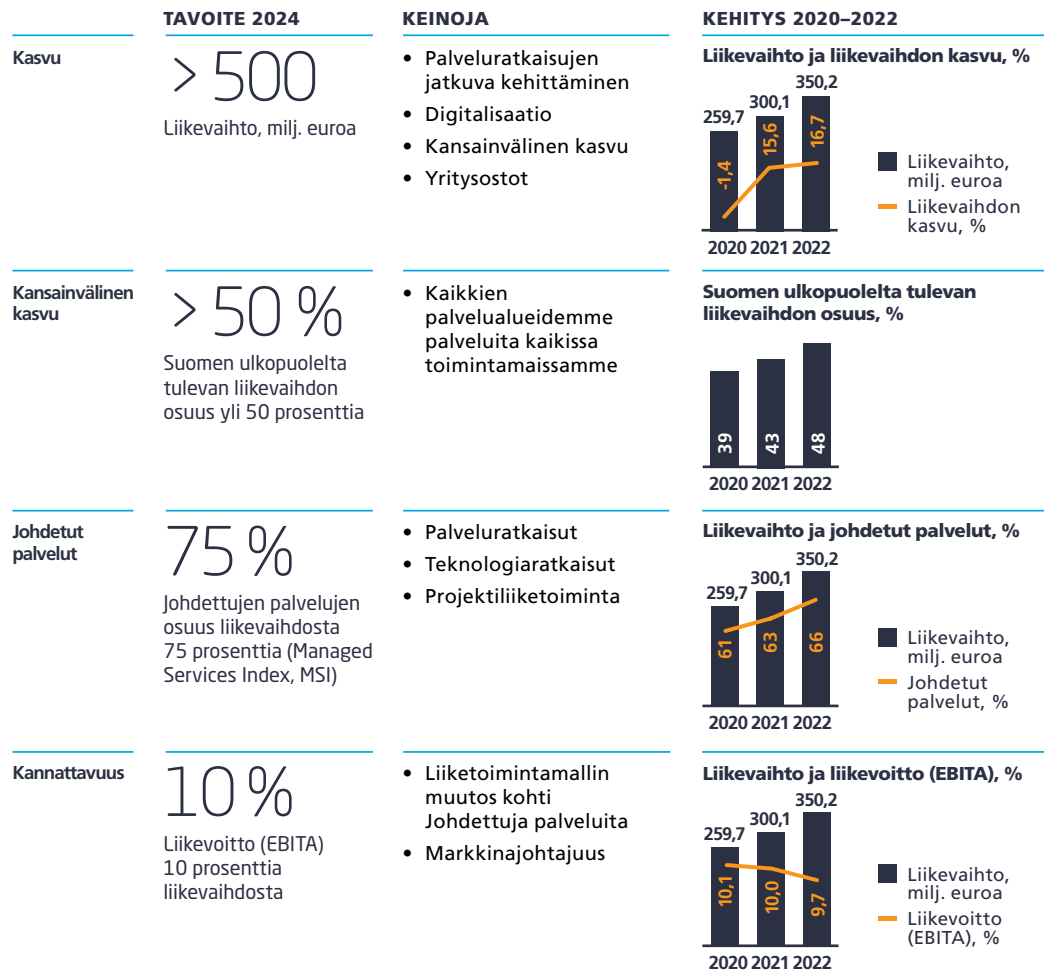 TAVOITE 2024
KEINOJA
KEHITYS 2020–2022
Kasvu
> 500
Liikevaihto, milj. euroa
• Palveluratkaisujen
jatkuva kehittäminen
• Digitalisaatio
• Kansainvälinen kasvu
• Yritysostot
Liikevaihto ja liikevaihdon kasvu, %
259,7
300,1
350,2
-1,4
15,6
16,7
2020 2021 2022
Liikevaihto,
milj. euroa
Liikevaihdon
kasvu, %
Kansainvälinen
kasvu
> 50 %
Suomen ulkopuolelta
tulevan liikevaihdon
osuus yli 50 prosenttia
• Kaikkien
palvelualueidemme
palveluita kaikissa
toimintamaissamme
Suomen ulkopuolelta tulevan
liikevaihdon osuus, %
39
43
48
2020 2021 2022
Johdetut
palvelut
75 %
Johdettujen palvelujen
osuus liikevaihdosta
75 prosenttia (Managed
Services Index, MSI)
• Palveluratkaisut
• Teknologiaratkaisut
• Projektiliiketoiminta
Liikevaihto ja johdetut palvelut, %
259,7
300,1
350,2
61
63
66
2020 2021 2022
Liikevaihto,
milj. euroa
Johdetut
palvelut, %
Kannattavuus
10 %
Liikevoitto (EBITA)
10 prosenttia
liikevaihdosta
• Liiketoimintamallin
muutos kohti
Johdettuja palveluita
• Markkinajohtajuus
Liikevaihto ja liikevoitto (EBITA), %
259,7
300,1
350,2
10,1
10,0
9,7
2020 2021 2022
Liikevaihto,
milj. euroa
Liikevoitto
(EBITA), %